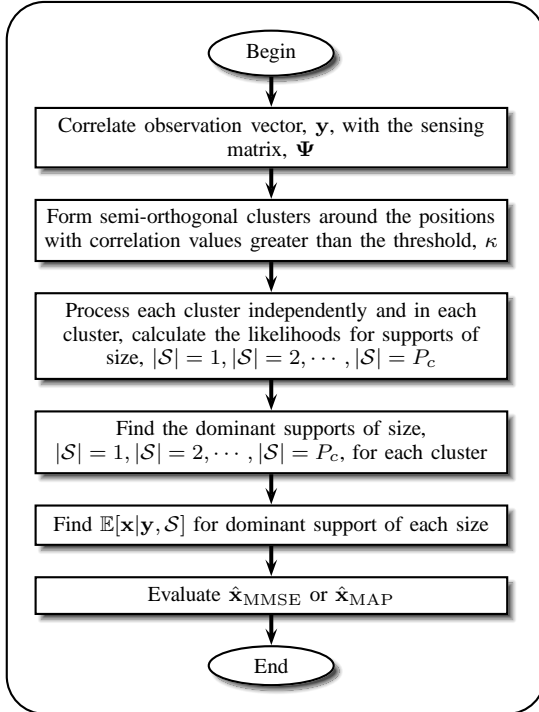 Begin
Correlate observation vector, y, with the sensing
matrix, Ψ
Form semi-orthogonal clusters around the positions
with correlation values greater than the threshold, κ
Process each cluster independently and in each
cluster, calculate the likelihoods for supports of
size, |𝒮| = 1, |𝒮| = 2, ⋯ , |𝒮| = P_c
Find the dominant supports of size,
|𝒮| = 1, |𝒮| = 2, ⋯ , |𝒮| = P_c, for each cluster
Find 𝔼[x|y, 𝒮] for dominant support of each size
Evaluate x̂_MMSE or x̂_MAP
End